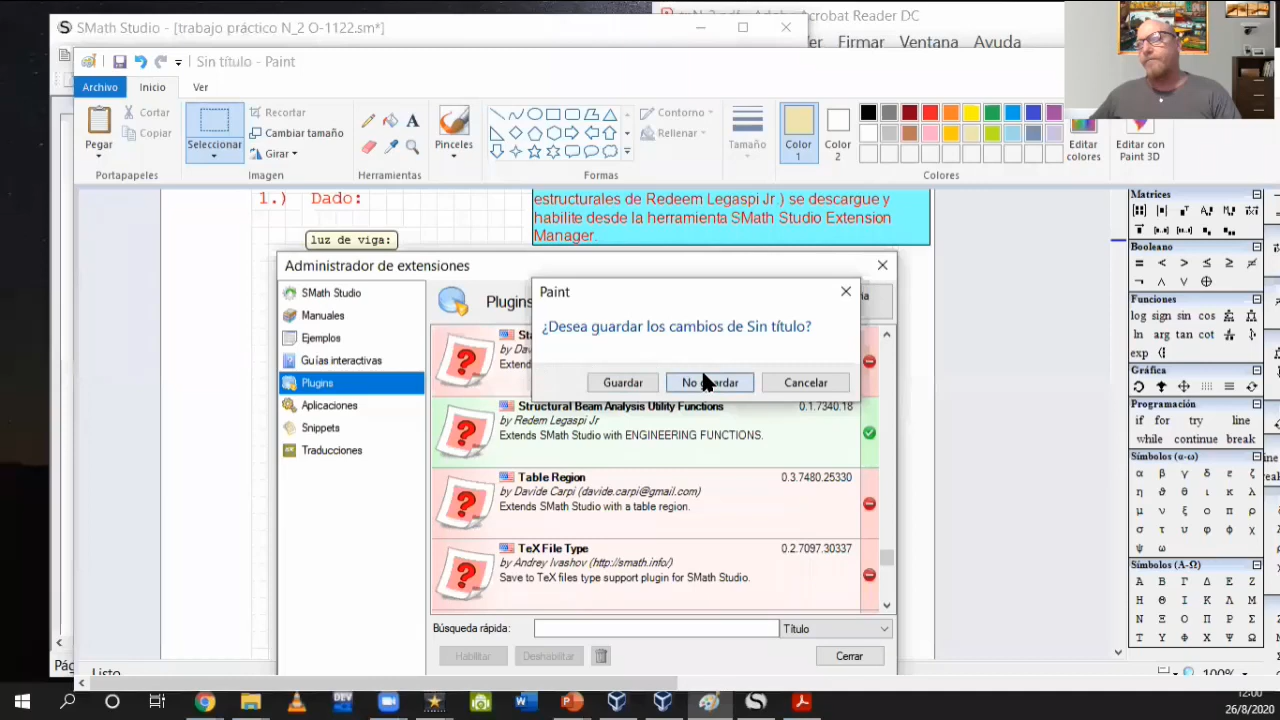 SMath Studio - [trabajo práctico N_2 O-1122.sm*]
Acrobat Reader DC
Firmar Ventana Ayuda
Sin título - Paint
Archivo Inicio Ver
Pegar
Cortar
Copiar
Portapapeles
Seleccionar
Recortar
Cambiar tamaño
Girar
Imagen
Herramientas
Pinceles
Formas
Contorno
Rellenar
Tamaño
Color 1
Color 2
Editar colores
Editar con Paint 3D
Colores
1.) Dado:
estructurales de Redeem Legaspi Jr.) se descargue y
habilite desde la herramienta SMath Studio Extension
Manager.
luz de viga:
Administrador de extensiones
SMath Studio
Manuales
Ejemplos
Guías interactivas
Plugins
Aplicaciones
Snippets
Traducciones
Plugins
Paint
¿Desea guardar los cambios de Sin título?
Guardar No guardar Cancelar
Structural Beam Analysis Utility Functions 0.1.7340.18
by Redem Legaspi Jr
Extends SMath Studio with ENGINEERING FUNCTIONS.
Table Region 0.3.7480.25330
by Davide Carpi (davide.carpi@gmail.com)
Extends SMath Studio with a table region.
TeX File Type 0.2.7097.30337
by Andrey Ivashov (http://smath.info/)
Save to TeX files type support plugin for SMath Studio.
Búsqueda rápida: Título
Habilitar Deshabilitar Cerrar
Matrices
Booleano
= < > ≤ ≥ ≠
¬ ∧ ∨ ⊕
Funciones
log sign sin cos
ln arg tan cot
exp
Gráfica
Programación
if for try line
while continue break
Símbolos (α-ω)
α β γ δ ε ζ
η ϑ θ ι κ λ
μ ν ξ ο π ρ
σ τ υ φ ϕ χ
ψ ω
Símbolos (Α-Ω)
Α Β Γ Δ Ε Ζ
Η Θ Ι Κ Λ Μ
Ν Ξ Ο Π Ρ Σ
Τ Υ Φ Χ Ψ Ω
Listo
100%
DEV
12:00
26/8/2020